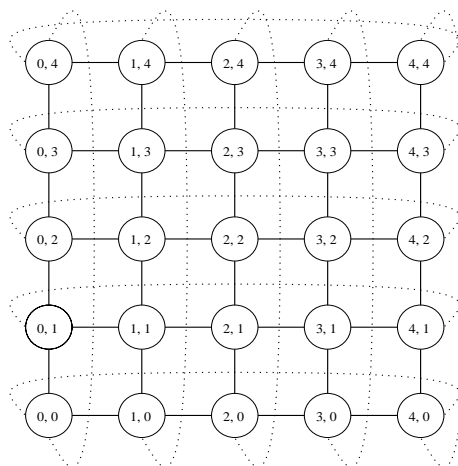 0, 4 1, 4 2, 4 3, 4 4, 4
0, 3 1, 3 2, 3 3, 3 4, 3
0, 2 1, 2 2, 2 3, 2 4, 2
0, 1 1, 1 2, 1 3, 1 4, 1
0, 0 1, 0 2, 0 3, 0 4, 0